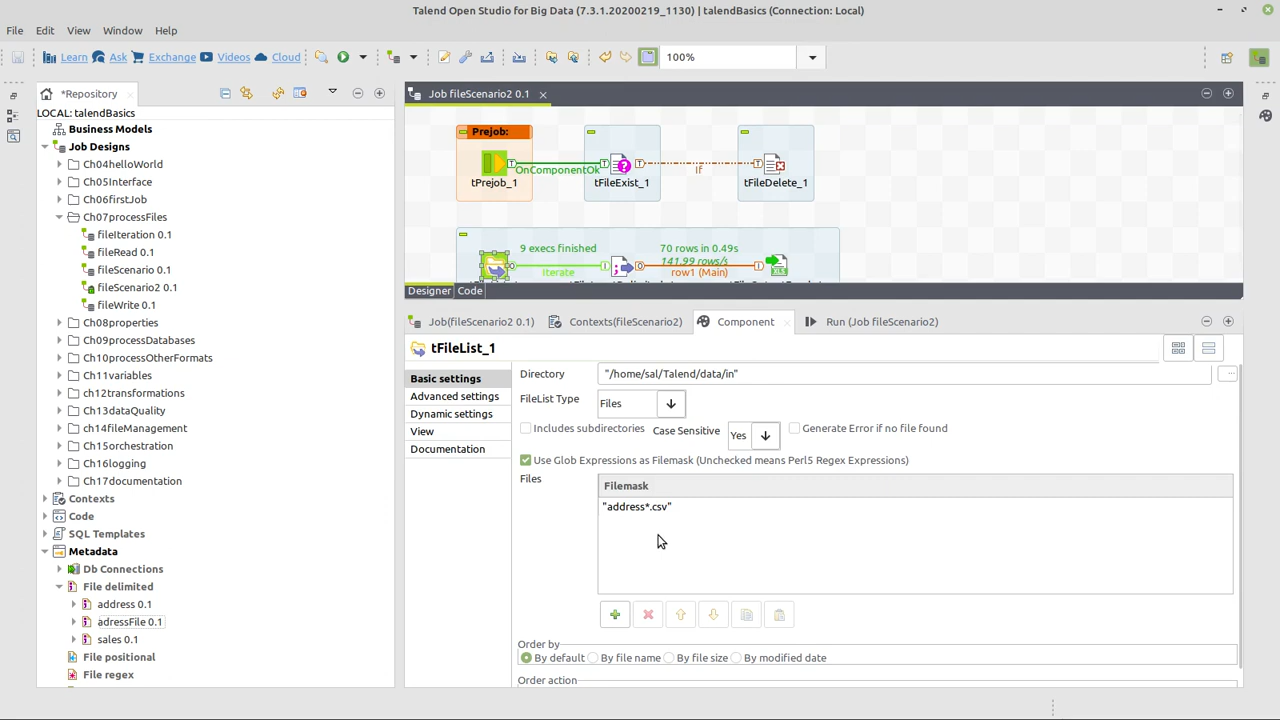 Talend Open Studio for Big Data (7.3.1.20200219_1130) | talendBasics (Connection: Local)
File Edit View Window Help
Learn Ask Exchange Videos Cloud 100%
*Repository
LOCAL: talendBasics
Business Models
Job Designs
Ch04helloWorld
Ch05Interface
Ch06firstJob
Ch07processFiles
fileIteration 0.1
fileRead 0.1
fileScenario 0.1
fileScenario2 0.1
fileWrite 0.1
Ch08properties
Ch09processDatabases
Ch10processOtherFormats
Ch11variables
ch12transformations
Ch13dataQuality
ch14fileManagement
Ch15orchestration
Ch16logging
Ch17documentation
Contexts
Code
SQL Templates
Metadata
Db Connections
File delimited
address 0.1
adressFile 0.1
sales 0.1
File positional
File regex
Job fileScenario2 0.1
Prejob:
OnComponentOk
If
tPrejob_1 tFileExist_1 tFileDelete_1
9 execs finished 70 rows in 0.49s
141.99 rows/s
Iterate row1 (Main)
Designer Code
Job(fileScenario2 0.1) Contexts(fileScenario2) Component Run (Job fileScenario2)
tFileList_1
Basic settings
Advanced settings
Dynamic settings
View
Documentation
Directory "/home/sal/Talend/data/in"
FileList Type Files
Includes subdirectories Case Sensitive Yes Generate Error if no file found
Use Glob Expressions as Filemask (Unchecked means Perl5 Regex Expressions)
Files Filemask
"address*.csv"
Order by
By default By file name By file size By modified date
Order action